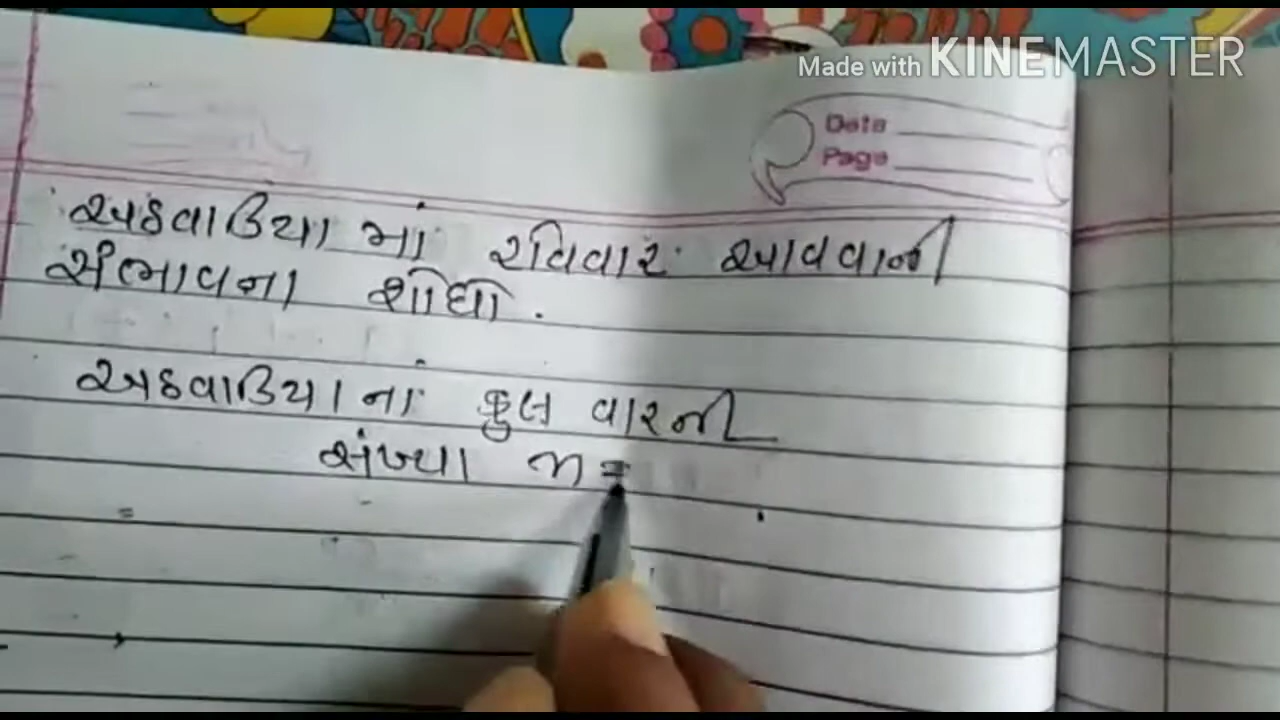 Made with KINEMASTER
Date
Page
અઠવાડિયા માં રવિવાર આવવાની
સંભાવના શોધો.
અઠવાડિયાનાં કુલ વારની
સંખ્યા n =